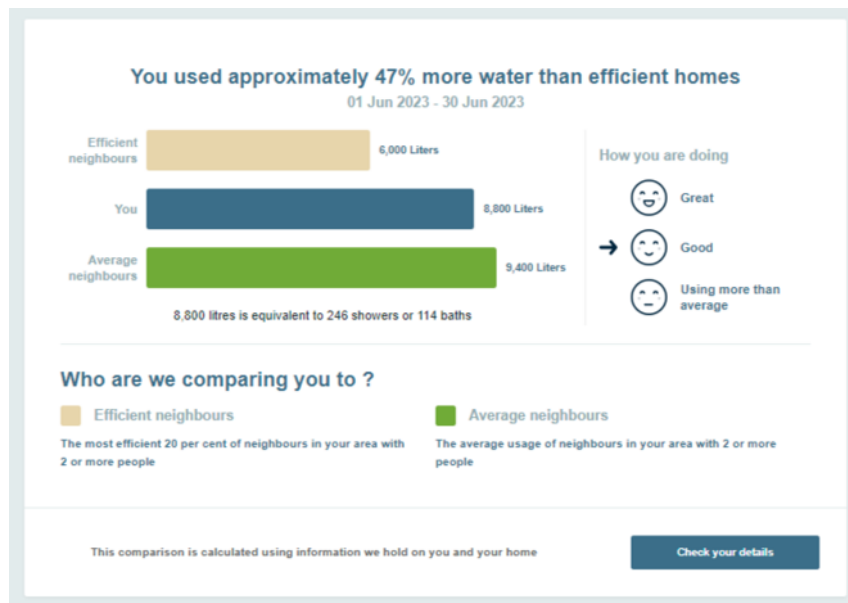 You used approximately 47% more water than efficient homes
01 Jun 2023 - 30 Jun 2023
Efficient
neighbours
6,000 Liters
You
8,800 Liters
Average
neighbours
9,400 Liters
8,800 litres is equivalent to 246 showers or 114 baths
How you are doing
Great
Good
Using more than
average
Who are we comparing you to ?
Efficient neighbours
The most efficient 20 per cent of neighbours in your area with
2 or more people
Average neighbours
The average usage of neighbours in your area with 2 or more
people
This comparison is calculated using information we hold on you and your home
Check your details